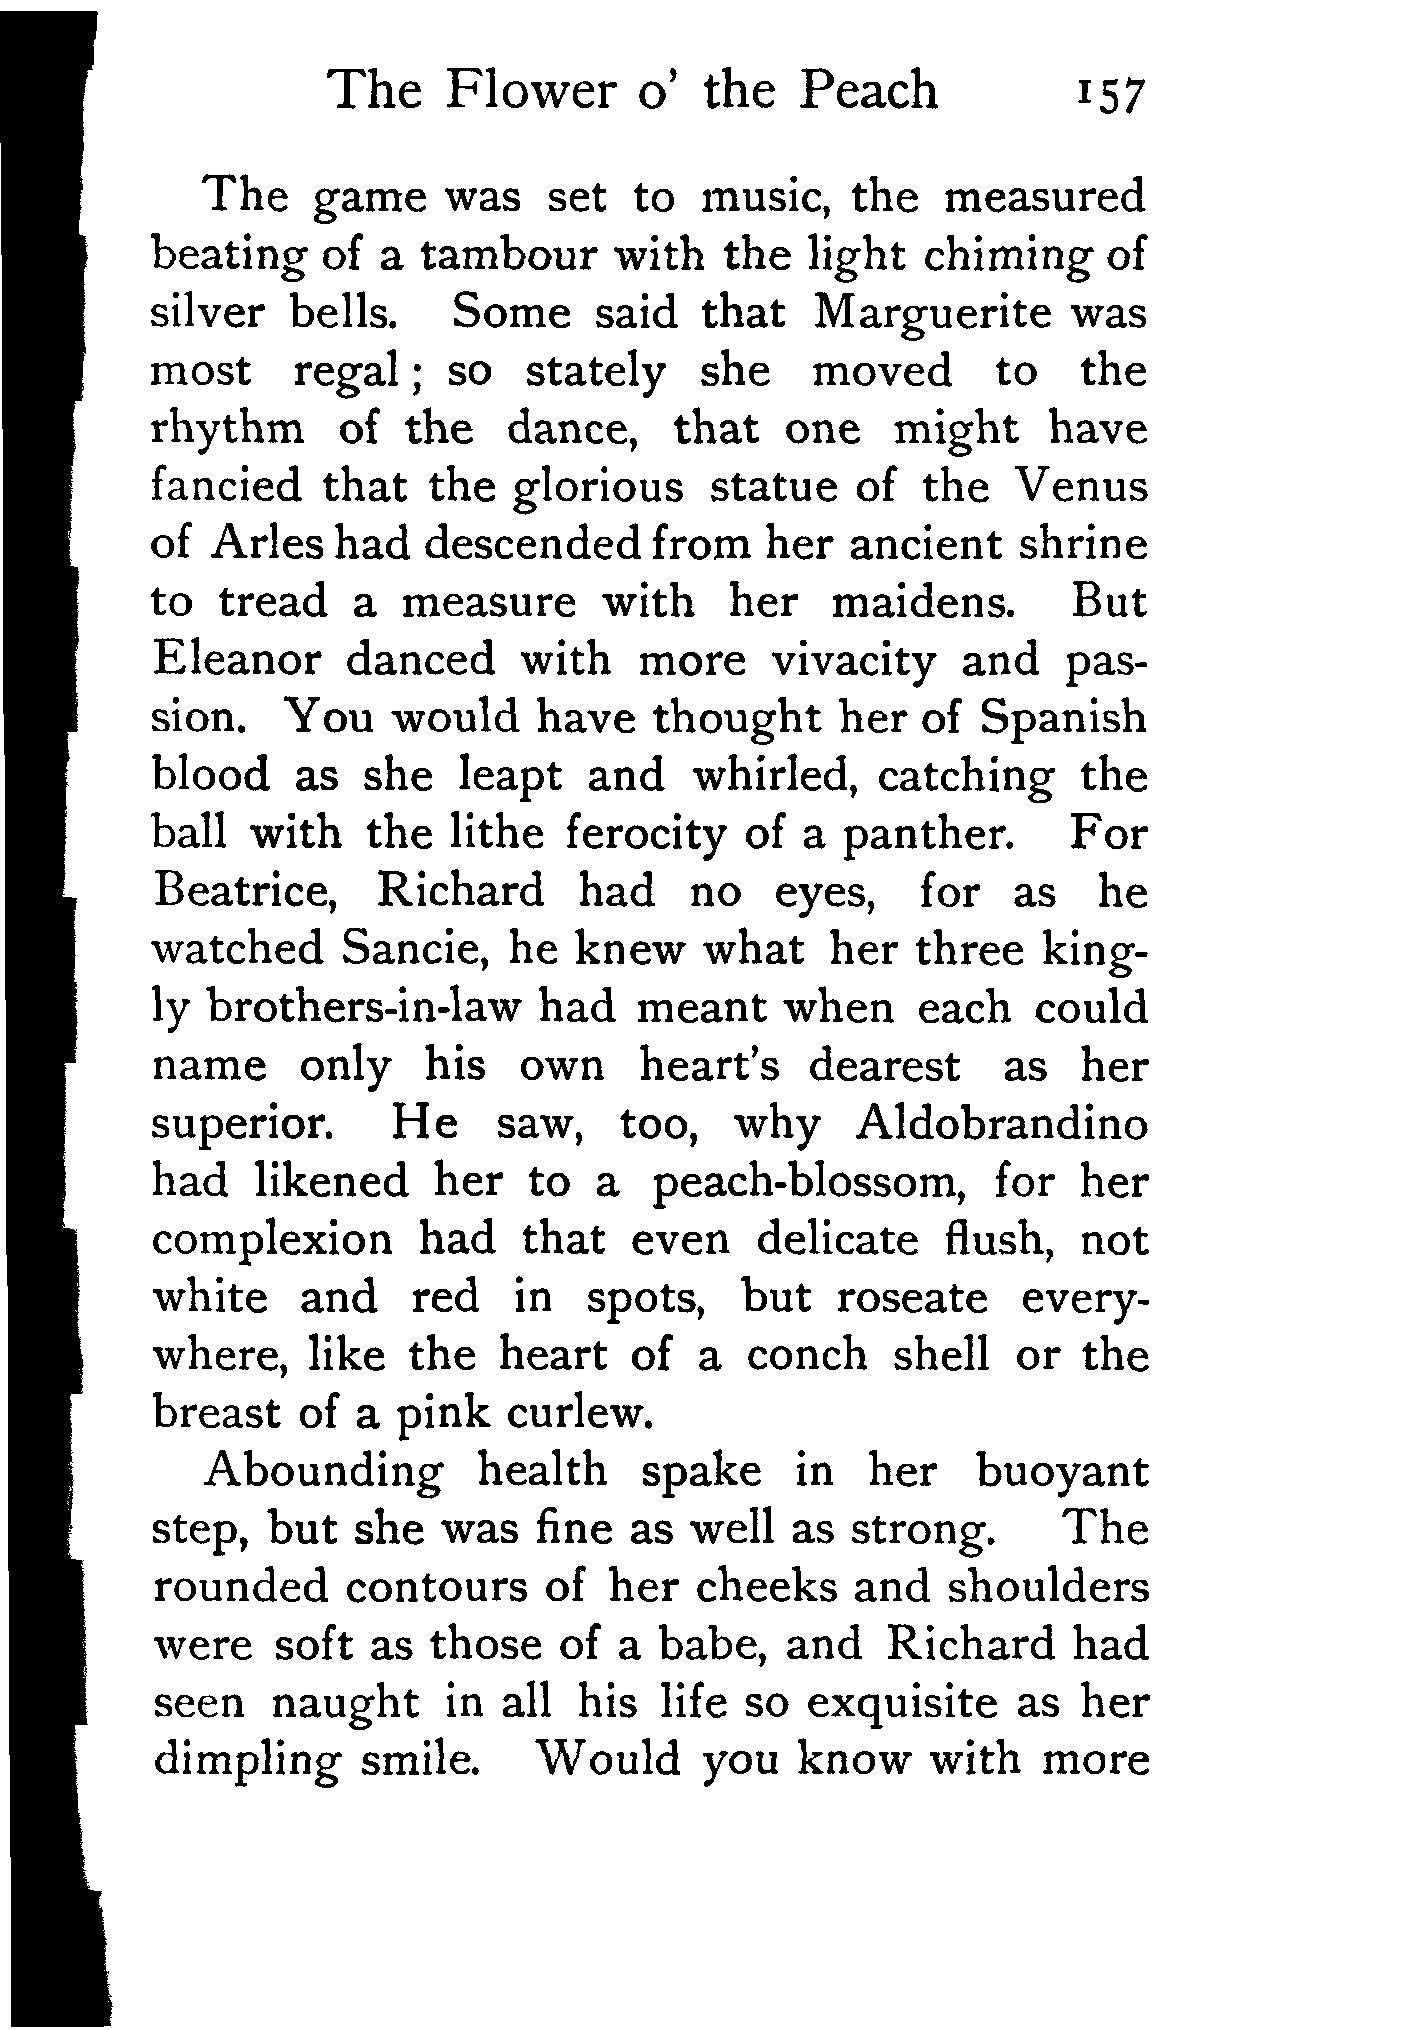 The Flower o' the Peach 157
The game was set to music, the measured
beating of a tambour with the light chiming of
silver bells. Some said that Marguerite was
most regal; so stately she moved to the
rhythm of the dance, that one might have
fancied that the glorious statue of the Venus
of Arles had descended from her ancient shrine
to tread a measure with her maidens. But
Eleanor danced with more vivacity and pas-
sion. You would have thought her of Spanish
blood as she leapt and whirled, catching the
ball with the lithe ferocity of a panther. For
Beatrice, Richard had no eyes, for as he
watched Sancie, he knew what her three king-
ly brothers-in-law had meant when each could
name only his own heart's dearest as her
superior. He saw, too, why Aldobrandino
had likened her to a peach-blossom, for her
complexion had that even delicate flush, not
white and red in spots, but roseate every-
where, like the heart of a conch shell or the
breast of a pink curlew.
Abounding health spake in her buoyant
step, but she was fine as well as strong. The
rounded contours of her cheeks and shoulders
were soft as those of a babe, and Richard had
seen naught in all his life so exquisite as her
dimpling smile. Would you know with more